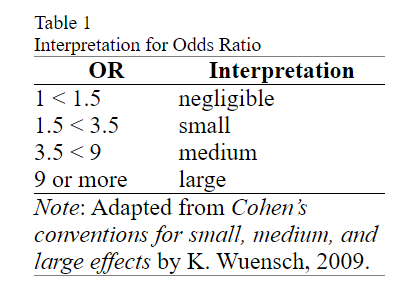 Table 1
Interpretation for Odds Ratio
OR Interpretation
1 < 1.5 negligible
1.5 < 3.5 small
3.5 < 9 medium
9 or more large
Note: Adapted from Cohen's
conventions for small, medium, and
large effects by K. Wuensch, 2009.